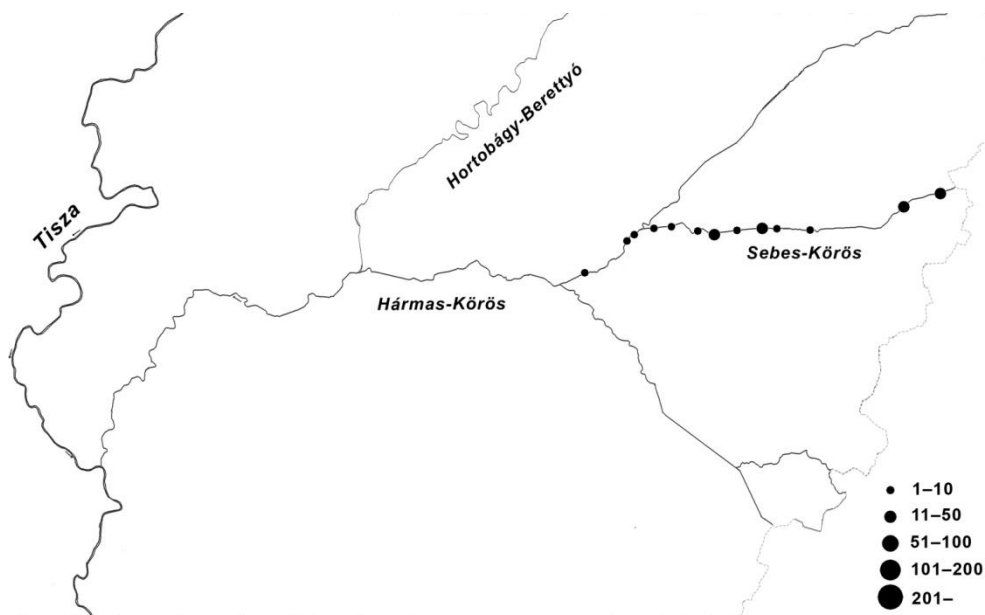 Hortobágy-Berettyó
Tisza
Sebes-Körös
Hármas-Körös
1–10
11–50
51–100
101–200
201–